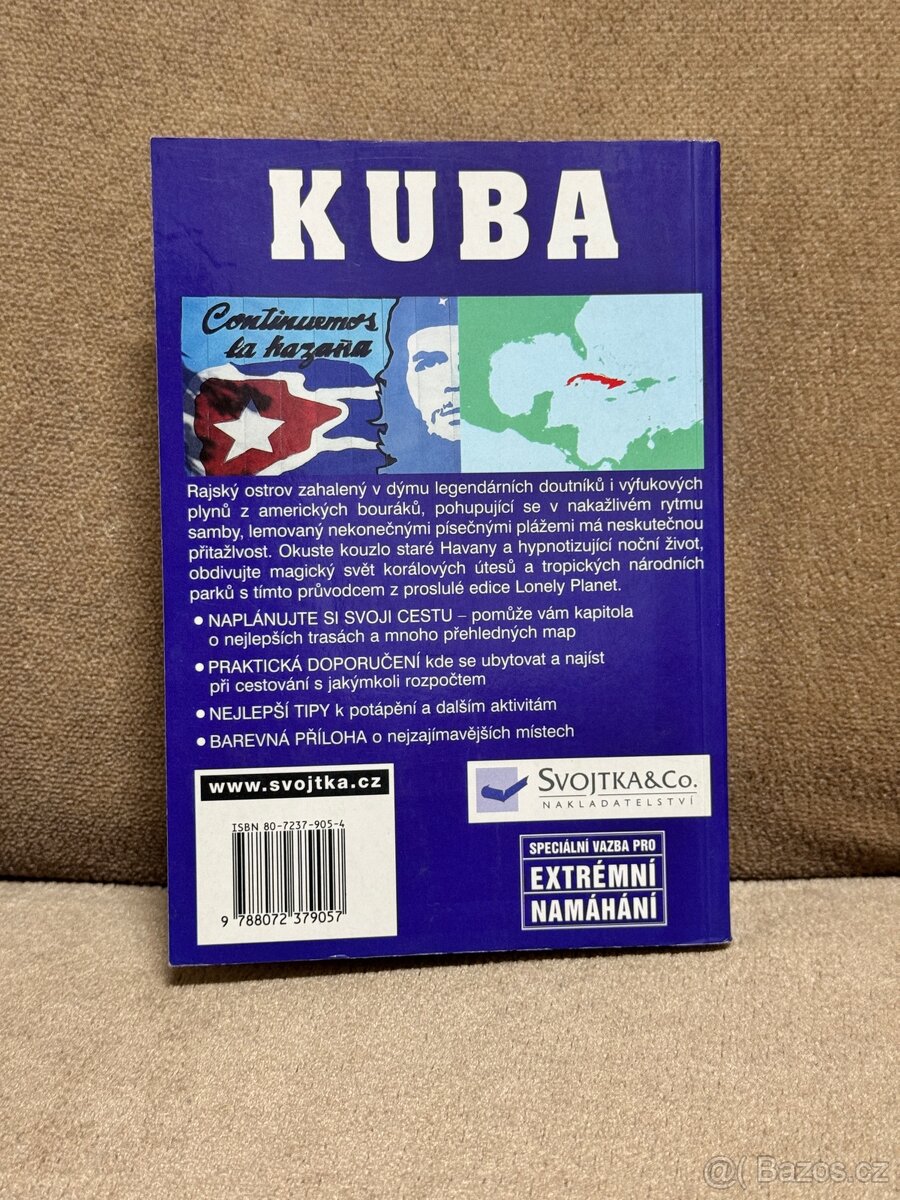 KUBA
Continuemos
la hazaña
Rajský ostrov zahalený v dýmu legendárních doutníků i výfukových
plynů z amerických bouráků, pohupující se v nakažlivém rytmu
samby, lemovaný nekonečnými písečnými plážemi má neskutečnou
přitažlivost. Okuste kouzlo staré Havany a hypnotizující noční život,
obdivujte magický svět korálových útesů a tropických národních
parků s tímto průvodcem z proslulé edice Lonely Planet.
• NAPLÁNUJTE SI SVOJI CESTU – pomůže vám kapitola
o nejlepších trasách a mnoho přehledných map
• PRAKTICKÁ DOPORUČENÍ kde se ubytovat a najíst
při cestování s jakýmkoli rozpočtem
• NEJLEPŠÍ TIPY k potápění a dalším aktivitám
• BAREVNÁ PŘÍLOHA o nejzajímavějších místech
www.svojtka.cz
SVOJTKA&CO.
NAKLADATELSTVÍ
ISBN 80-7237-905-4
9 788072 379057
SPECIÁLNÍ VAZBA PRO
EXTRÉMNÍ
NAMÁHÁNÍ
@( Bazos.cz